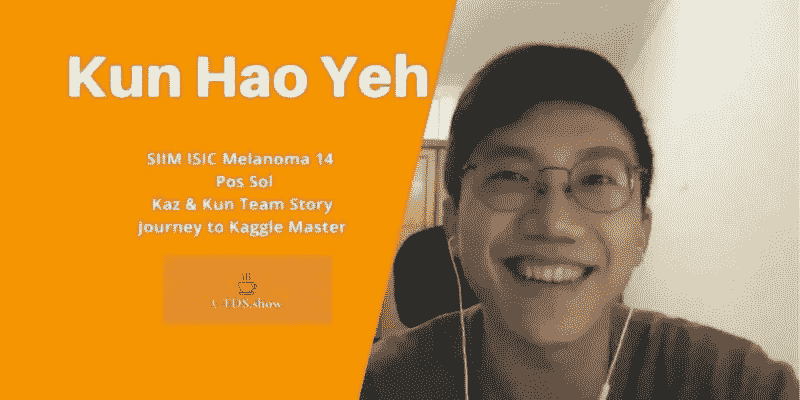 Kun Hao Yeh
SIIM ISIC Melanoma 14
Pos Sol
Kaz & Kun Team Story
journey to Kaggle Master
CTDS.show